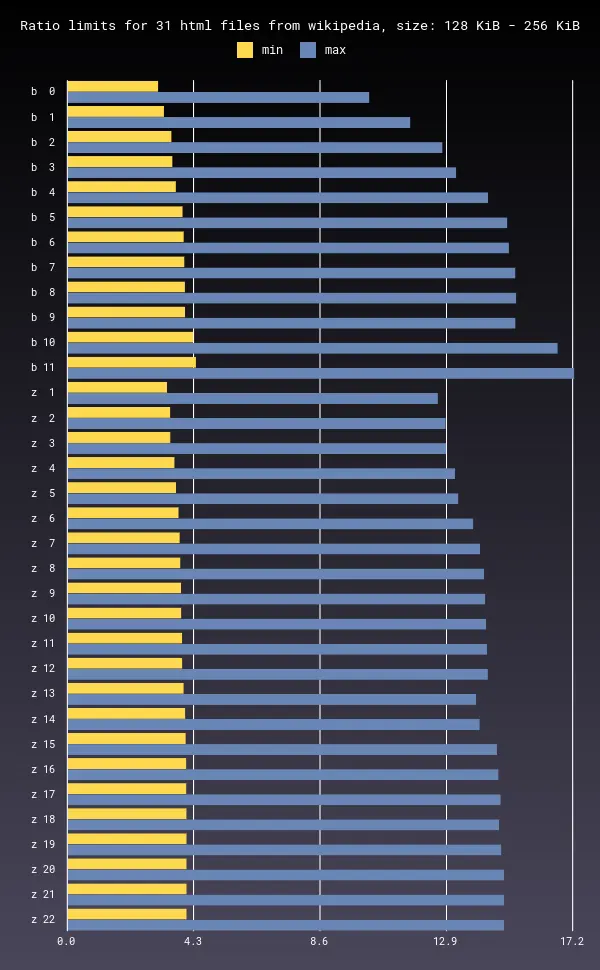 Ratio limits for 31 html files from wikipedia, size: 128 KiB - 256 KiB
min max
b 0
b 1
b 2
b 3
b 4
b 5
b 6
b 7
b 8
b 9
b 10
b 11
z 1
z 2
z 3
z 4
z 5
z 6
z 7
z 8
z 9
z 10
z 11
z 12
z 13
z 14
z 15
z 16
z 17
z 18
z 19
z 20
z 21
z 22
0.0 4.3 8.6 12.9 17.2